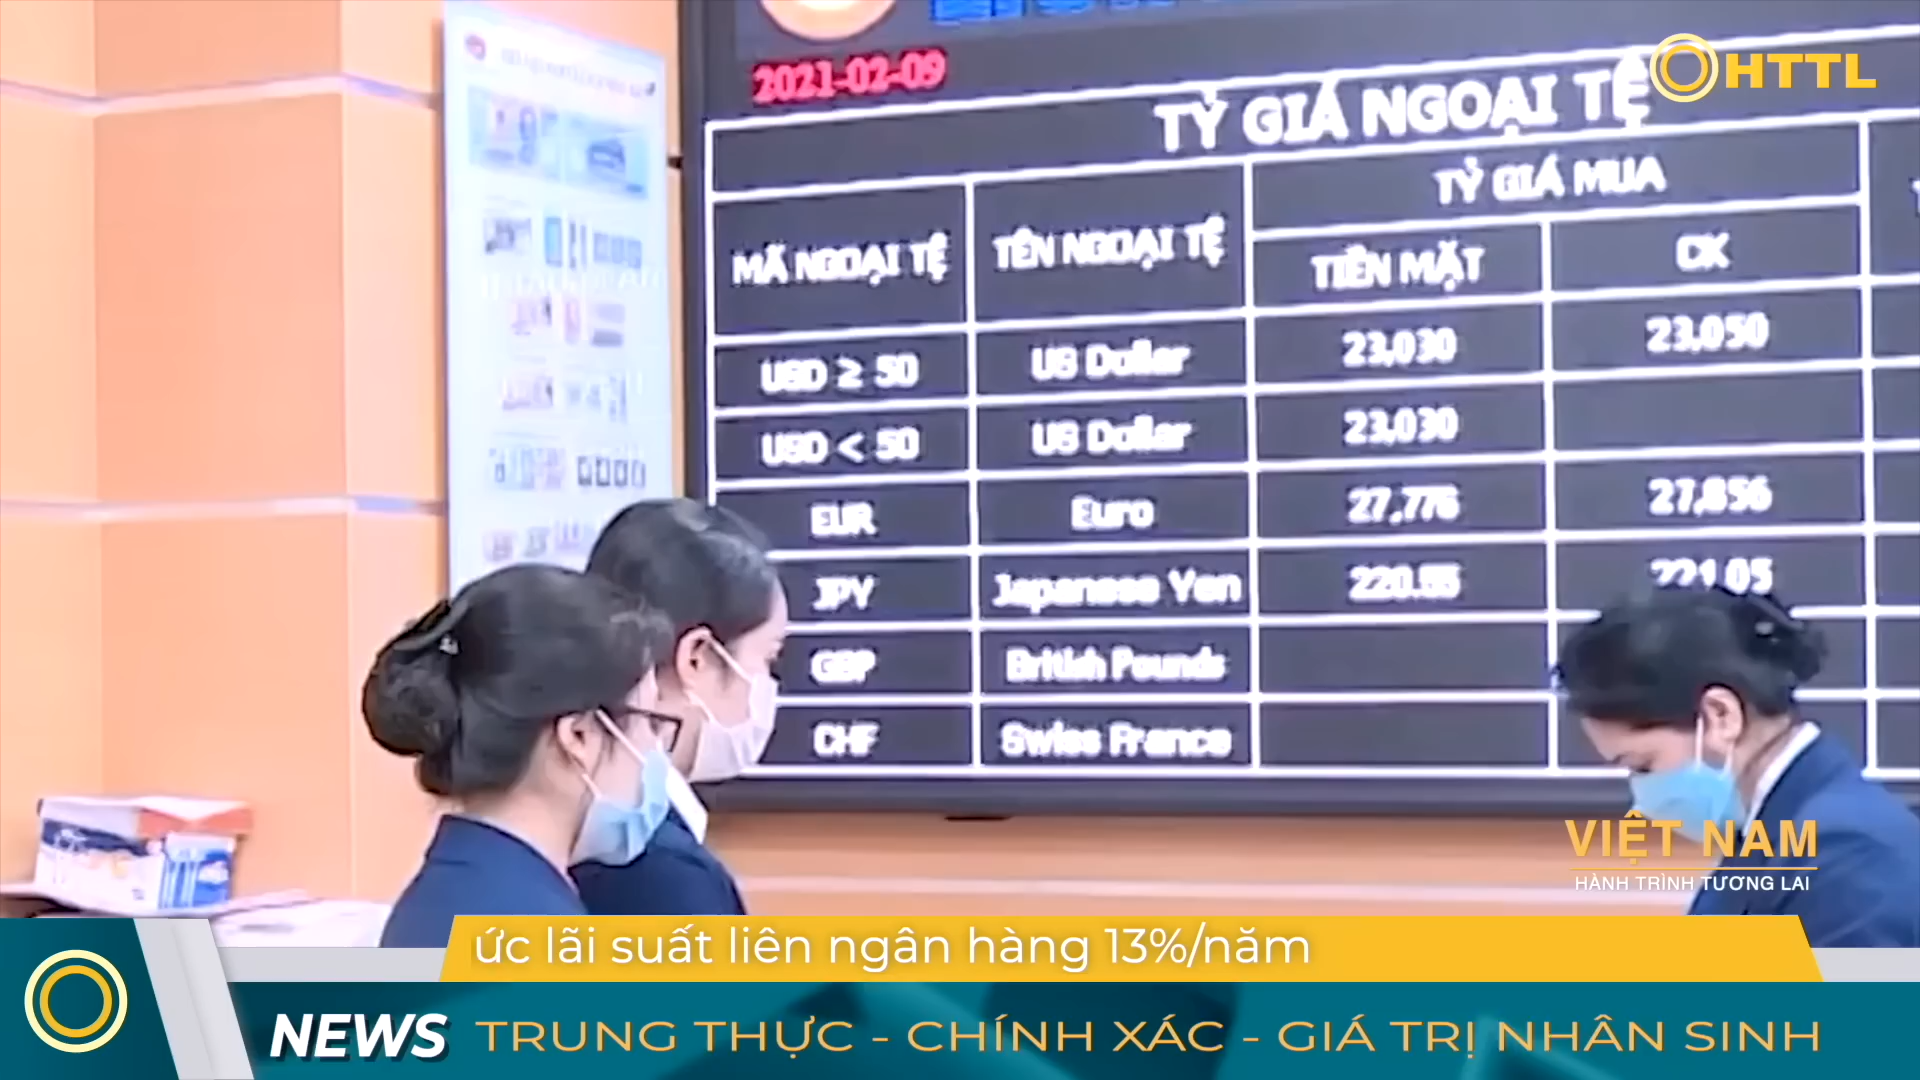 2021-02-09
HTTL
TỶ GIÁ NGOẠI TỆ
TỶ GIÁ MUA
MÃ NGOẠI TỆ TÊN NGOẠI TỆ TIỀN MẶT CK
USD ≥ 50 US Dollar 23,030 23,050
USD < 50 US Dollar 23,030
EUR Euro 27,776 27,856
JPY Japanese Yen 220.55 221.05
GBP British Pounds
CHF Swiss France
VIỆT NAM
HÀNH TRÌNH TƯƠNG LAI
ức lãi suất liên ngân hàng 13%/năm
NEWS TRUNG THỰC - CHÍNH XÁC - GIÁ TRỊ NHÂN SINH